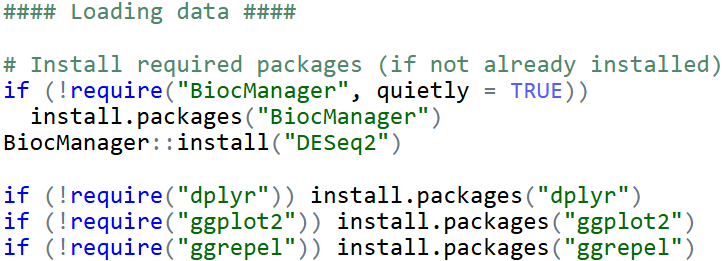 #### Loading data ####
# Install required packages (if not already installed)
if (!require("BiocManager", quietly = TRUE))
  install.packages("BiocManager")
BiocManager::install("DESeq2")
if (!require("dplyr")) install.packages("dplyr")
if (!require("ggplot2")) install.packages("ggplot2")
if (!require("ggrepel")) install.packages("ggrepel")